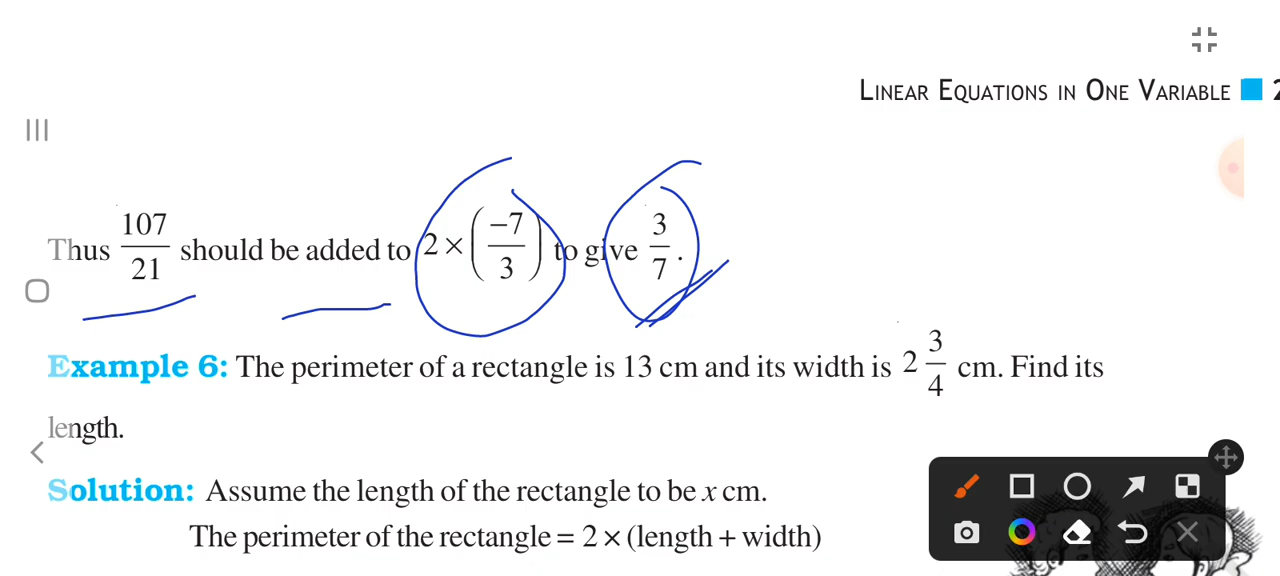 LINEAR EQUATIONS IN ONE VARIABLE
Thus 107/21 should be added to 2 × (−7/3) to give 3/7.
Example 6: The perimeter of a rectangle is 13 cm and its width is 2 3/4 cm. Find its
length.
Solution: Assume the length of the rectangle to be x cm.
The perimeter of the rectangle = 2 × (length + width)